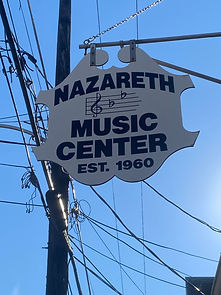 NAZARETH
MUSIC
CENTER
EST. 1960